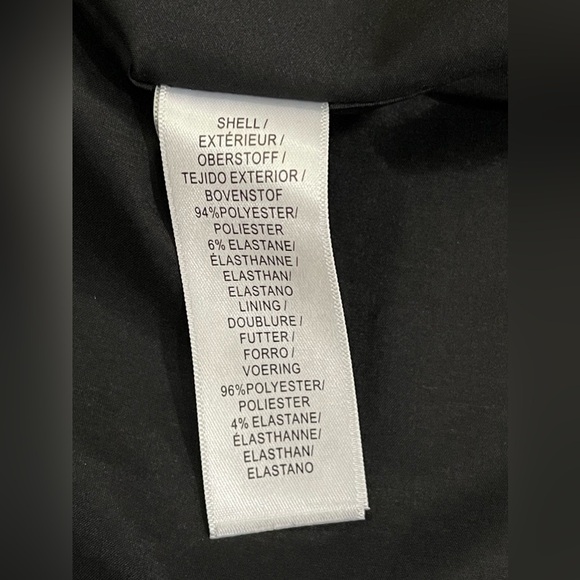 SHELL /
EXTÉRIEUR /
OBERSTOFF /
TEJIDO EXTERIOR /
BOVENSTOF
94%POLYESTER/
POLIESTER
6% ELASTANE/
ÉLASTHANNE /
ELASTHAN/
ELASTANO
LINING /
DOUBLURE /
FUTTER /
FORRO /
VOERING
96%POLYESTER/
POLIESTER
4% ELASTANE/
ÉLASTHANNE/
ELASTHAN/
ELASTANO